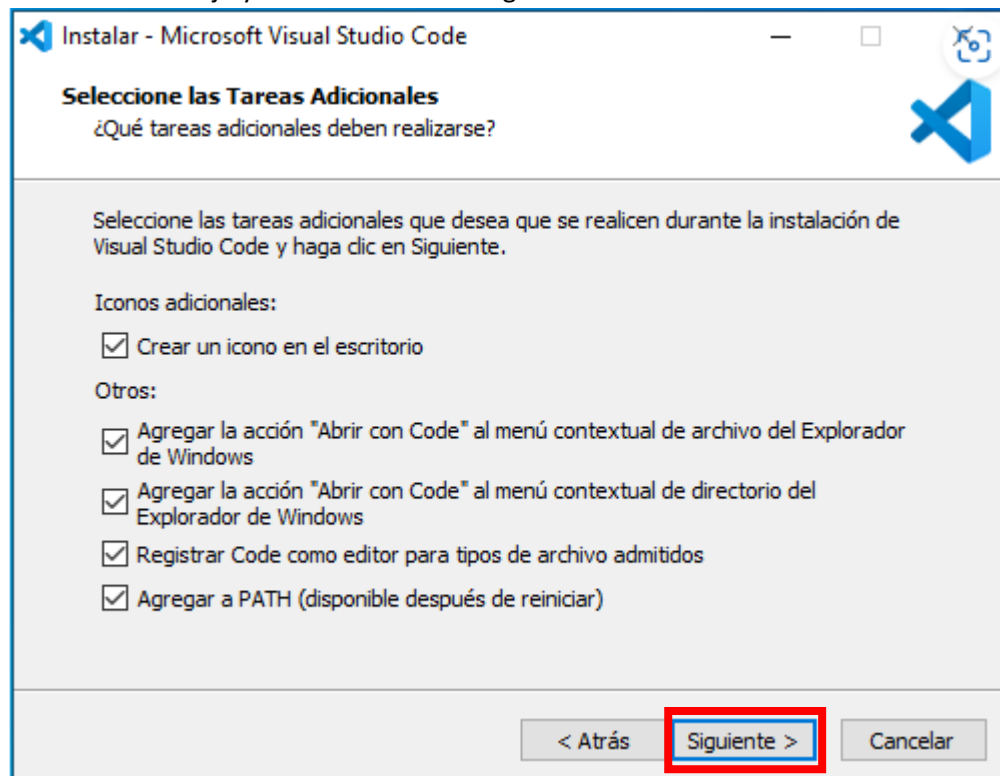 Instalar - Microsoft Visual Studio Code
Seleccione las Tareas Adicionales
¿Qué tareas adicionales deben realizarse?
Seleccione las tareas adicionales que desea que se realicen durante la instalación de
Visual Studio Code y haga clic en Siguiente.
Iconos adicionales:
Crear un icono en el escritorio
Otros:
Agregar la acción "Abrir con Code" al menú contextual de archivo del Explorador
de Windows
Agregar la acción "Abrir con Code" al menú contextual de directorio del
Explorador de Windows
Registrar Code como editor para tipos de archivo admitidos
Agregar a PATH (disponible después de reiniciar)
< Atrás
Siguiente >
Cancelar